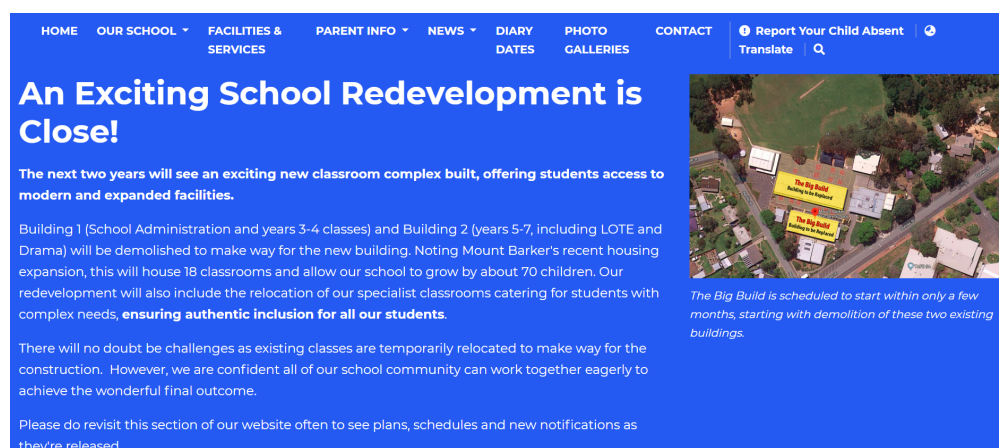 HOME OUR SCHOOL FACILITIES & SERVICES PARENT INFO NEWS DIARY DATES PHOTO GALLERIES CONTACT Report Your Child Absent Translate
An Exciting School Redevelopment is
Close!
The next two years will see an exciting new classroom complex built, offering students access to
modern and expanded facilities.
Building 1 (School Administration and years 3-4 classes) and Building 2 (years 5-7, including LOTE and
Drama) will be demolished to make way for the new building. Noting Mount Barker's recent housing
expansion, this will house 18 classrooms and allow our school to grow by about 70 children. Our
redevelopment will also include the relocation of our specialist classrooms catering for students with
complex needs, ensuring authentic inclusion for all our students.
There will no doubt be challenges as existing classes are temporarily relocated to make way for the
construction. However, we are confident all of our school community can work together eagerly to
achieve the wonderful final outcome.
Please do revisit this section of our website often to see plans, schedules and new notifications as
they're released.
The Big Build
Building to be Replaced
The Big Build
Building to be Replaced
The Big Build is scheduled to start within only a few
months, starting with demolition of these two existing
buildings.